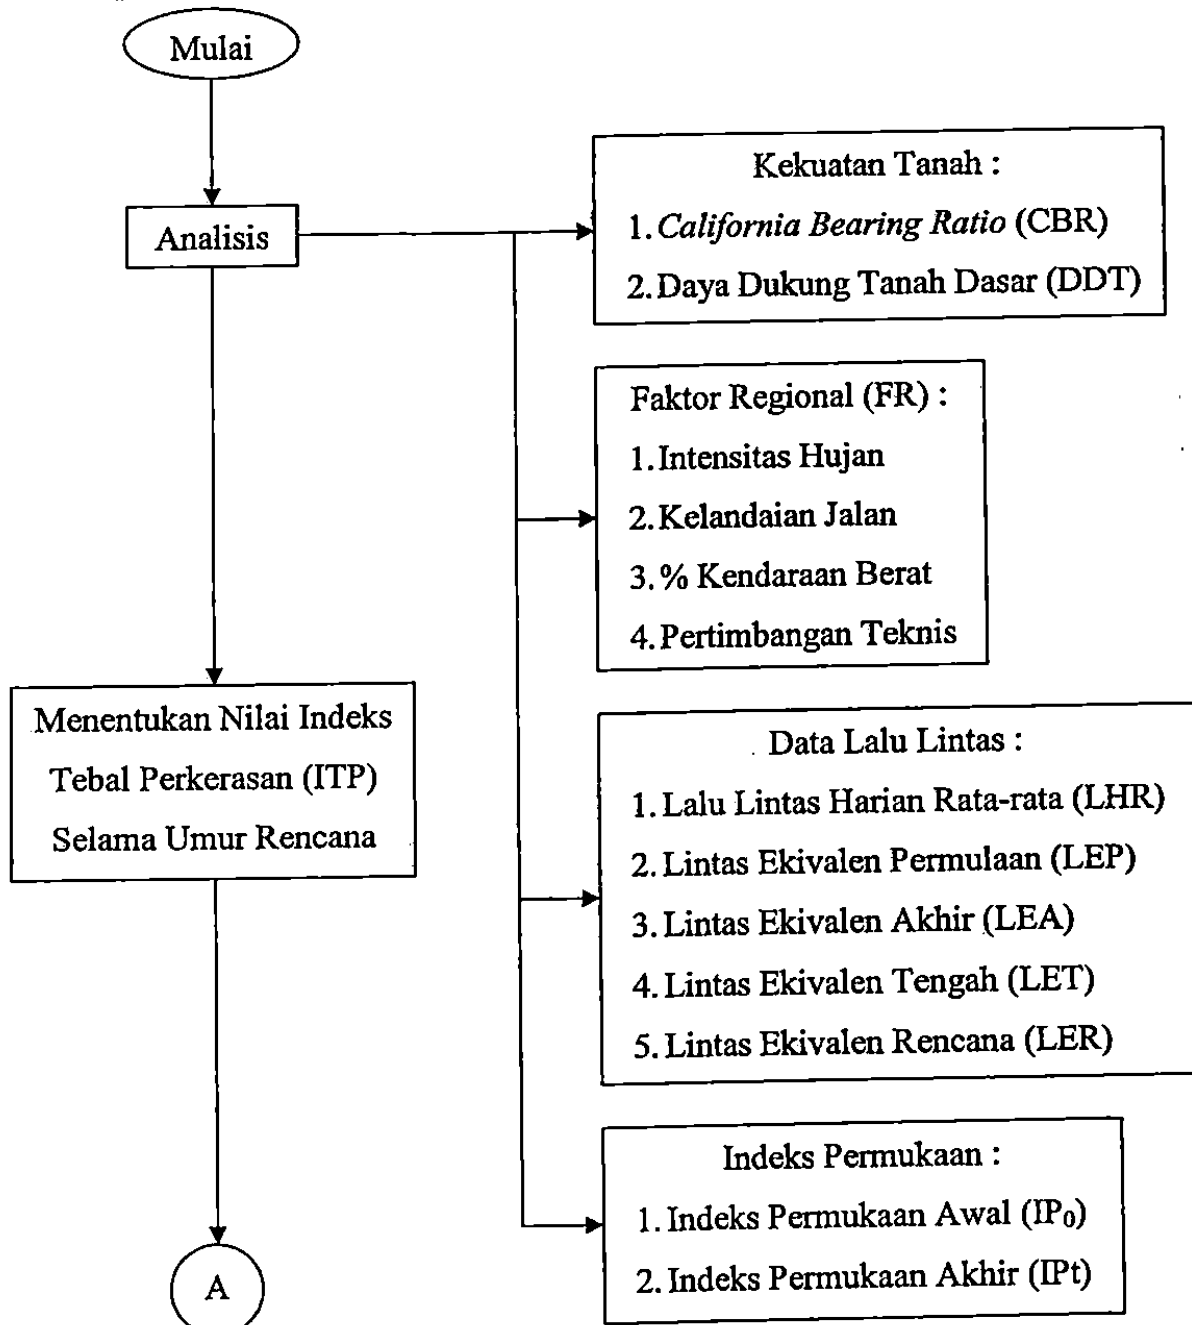 Mulai
Analisis
Kekuatan Tanah :
1. California Bearing Ratio (CBR)
2. Daya Dukung Tanah Dasar (DDT)
Faktor Regional (FR) :
1. Intensitas Hujan
2. Kelandaian Jalan
3. % Kendaraan Berat
4. Pertimbangan Teknis
Menentukan Nilai Indeks
Tebal Perkerasan (ITP)
Selama Umur Rencana
Data Lalu Lintas :
1. Lalu Lintas Harian Rata-rata (LHR)
2. Lintas Ekivalen Permulaan (LEP)
3. Lintas Ekivalen Akhir (LEA)
4. Lintas Ekivalen Tengah (LET)
5. Lintas Ekivalen Rencana (LER)
Indeks Permukaan :
1. Indeks Permukaan Awal (IP₀)
2. Indeks Permukaan Akhir (IPt)
A